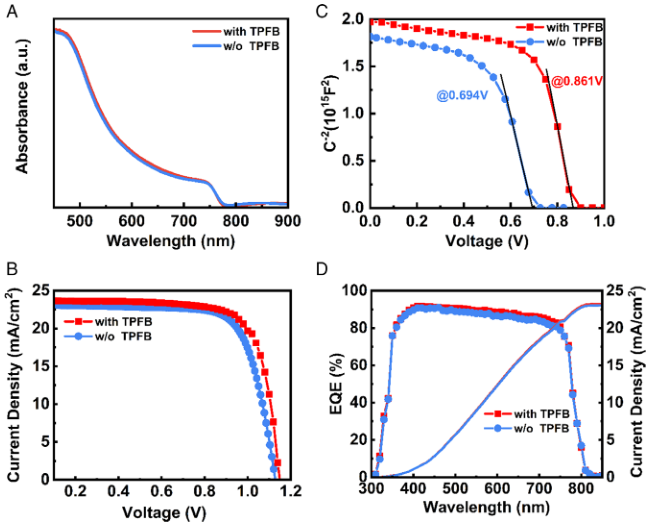 A
with TPFB
w/o TPFB
Absorbance (a.u.)
500 600 700 800 900
Wavelength (nm)
C
with TPFB
w/o TPFB
@0.694V
@0.861V
2.0
1.5
1.0
0.5
0.0
C-2(1015F2)
0.0 0.2 0.4 0.6 0.8 1.0
Voltage (V)
B
25
20
15
10
5
0
Current Density (mA/cm2)
with TPFB
w/o TPFB
0.2 0.4 0.6 0.8 1.0 1.2
Voltage (V)
D
100
80
60
40
20
0
EQE (%)
with TPFB
w/o TPFB
25
20
15
10
5
0
Current Density (mA/cm2)
300 400 500 600 700 800
Wavelength (nm)